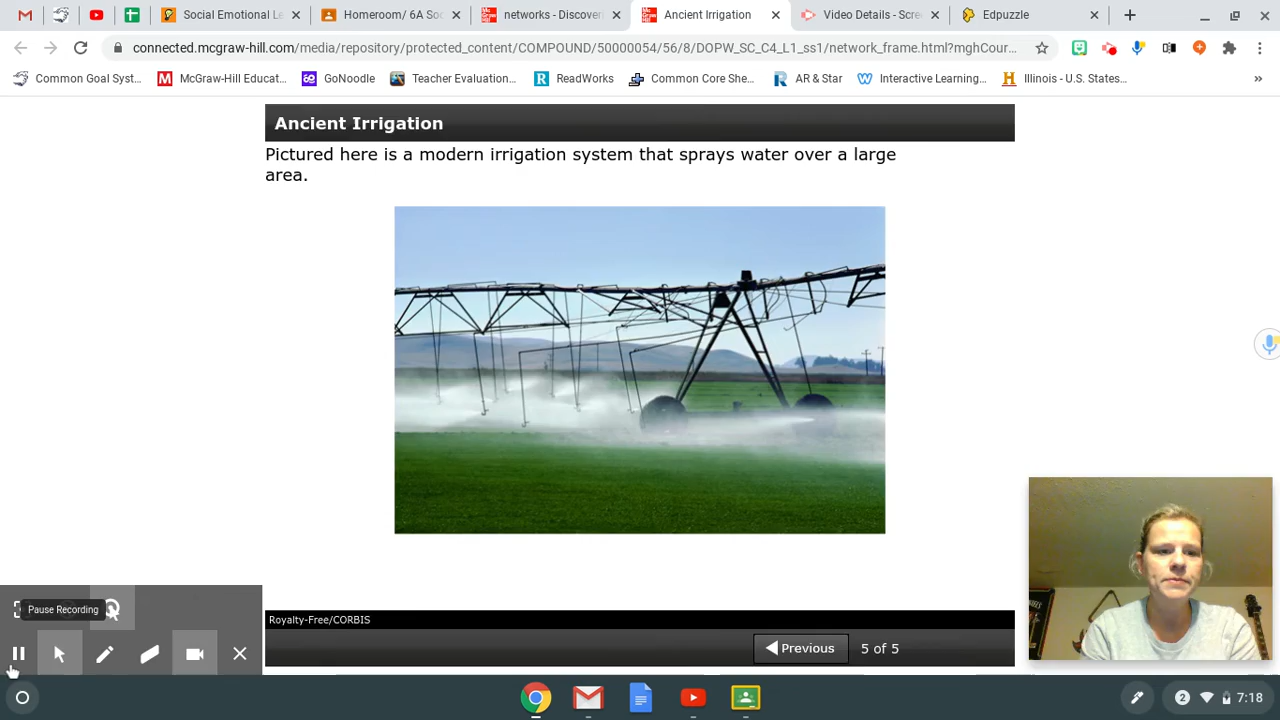 Social Emotional Le
Homeroom/ 6A Soc
networks - Discover
Ancient Irrigation
Video Details - Scre
Edpuzzle
connected.mcgraw-hill.com/media/repository/protected_content/COMPOUND/50000054/56/8/DOPW_SC_C4_L1_ss1/network_frame.html?mghCour...
Common Goal Syst...
McGraw-Hill Educat...
GoNoodle
Teacher Evaluation...
ReadWorks
Common Core She...
AR & Star
Interactive Learning...
Illinois - U.S. States...
»
Ancient Irrigation
Pictured here is a modern irrigation system that sprays water over a large
area.
Pause Recording
Royalty-Free/CORBIS
Previous
5 of 5
2
7:18